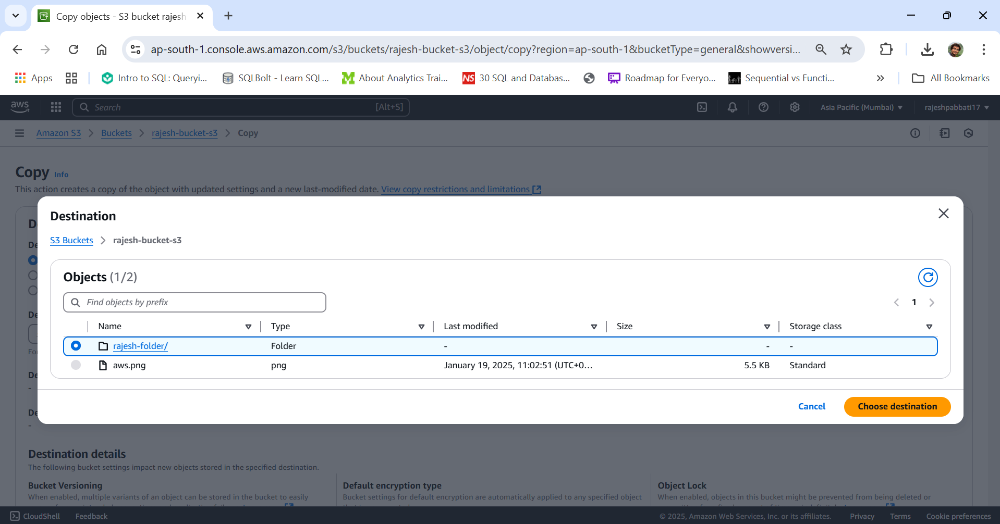 Copy objects - S3 bucket rajesh
ap-south-1.console.aws.amazon.com/s3/buckets/rajesh-bucket-s3/object/copy?region=ap-south-1&bucketType=general&showversi...
Apps Intro to SQL: Queryi... SQLBolt - Learn SQL... About Analytics Trai... NS 30 SQL and Databas... Roadmap for Everyo... Sequential vs Functi... » All Bookmarks
aws Search [Alt+S] Asia Pacific (Mumbai) rajeshpabbati17
Amazon S3 Buckets rajesh-bucket-s3 Copy
Copy Info
This action creates a copy of the object with updated settings and a new last-modified date. View copy restrictions and limitations
Destination
S3 Buckets rajesh-bucket-s3
Objects (1/2)
Find objects by prefix
1
Name Type Last modified Size Storage class
rajesh-folder/ Folder - - -
aws.png png January 19, 2025, 11:02:51 (UTC+0... 5.5 KB Standard
Cancel Choose destination
-
-
Destination details
The following bucket settings impact new objects stored in the specified destination.
Bucket Versioning Default encryption type Object Lock
When enabled, multiple variants of an object can be stored in the bucket to easily Bucket settings for default encryption are automatically applied to any specified object When enabled, objects in this bucket might be prevented from being deleted or
CloudShell Feedback © 2025, Amazon Web Services, Inc. or its affiliates. Privacy Terms Cookie preferences